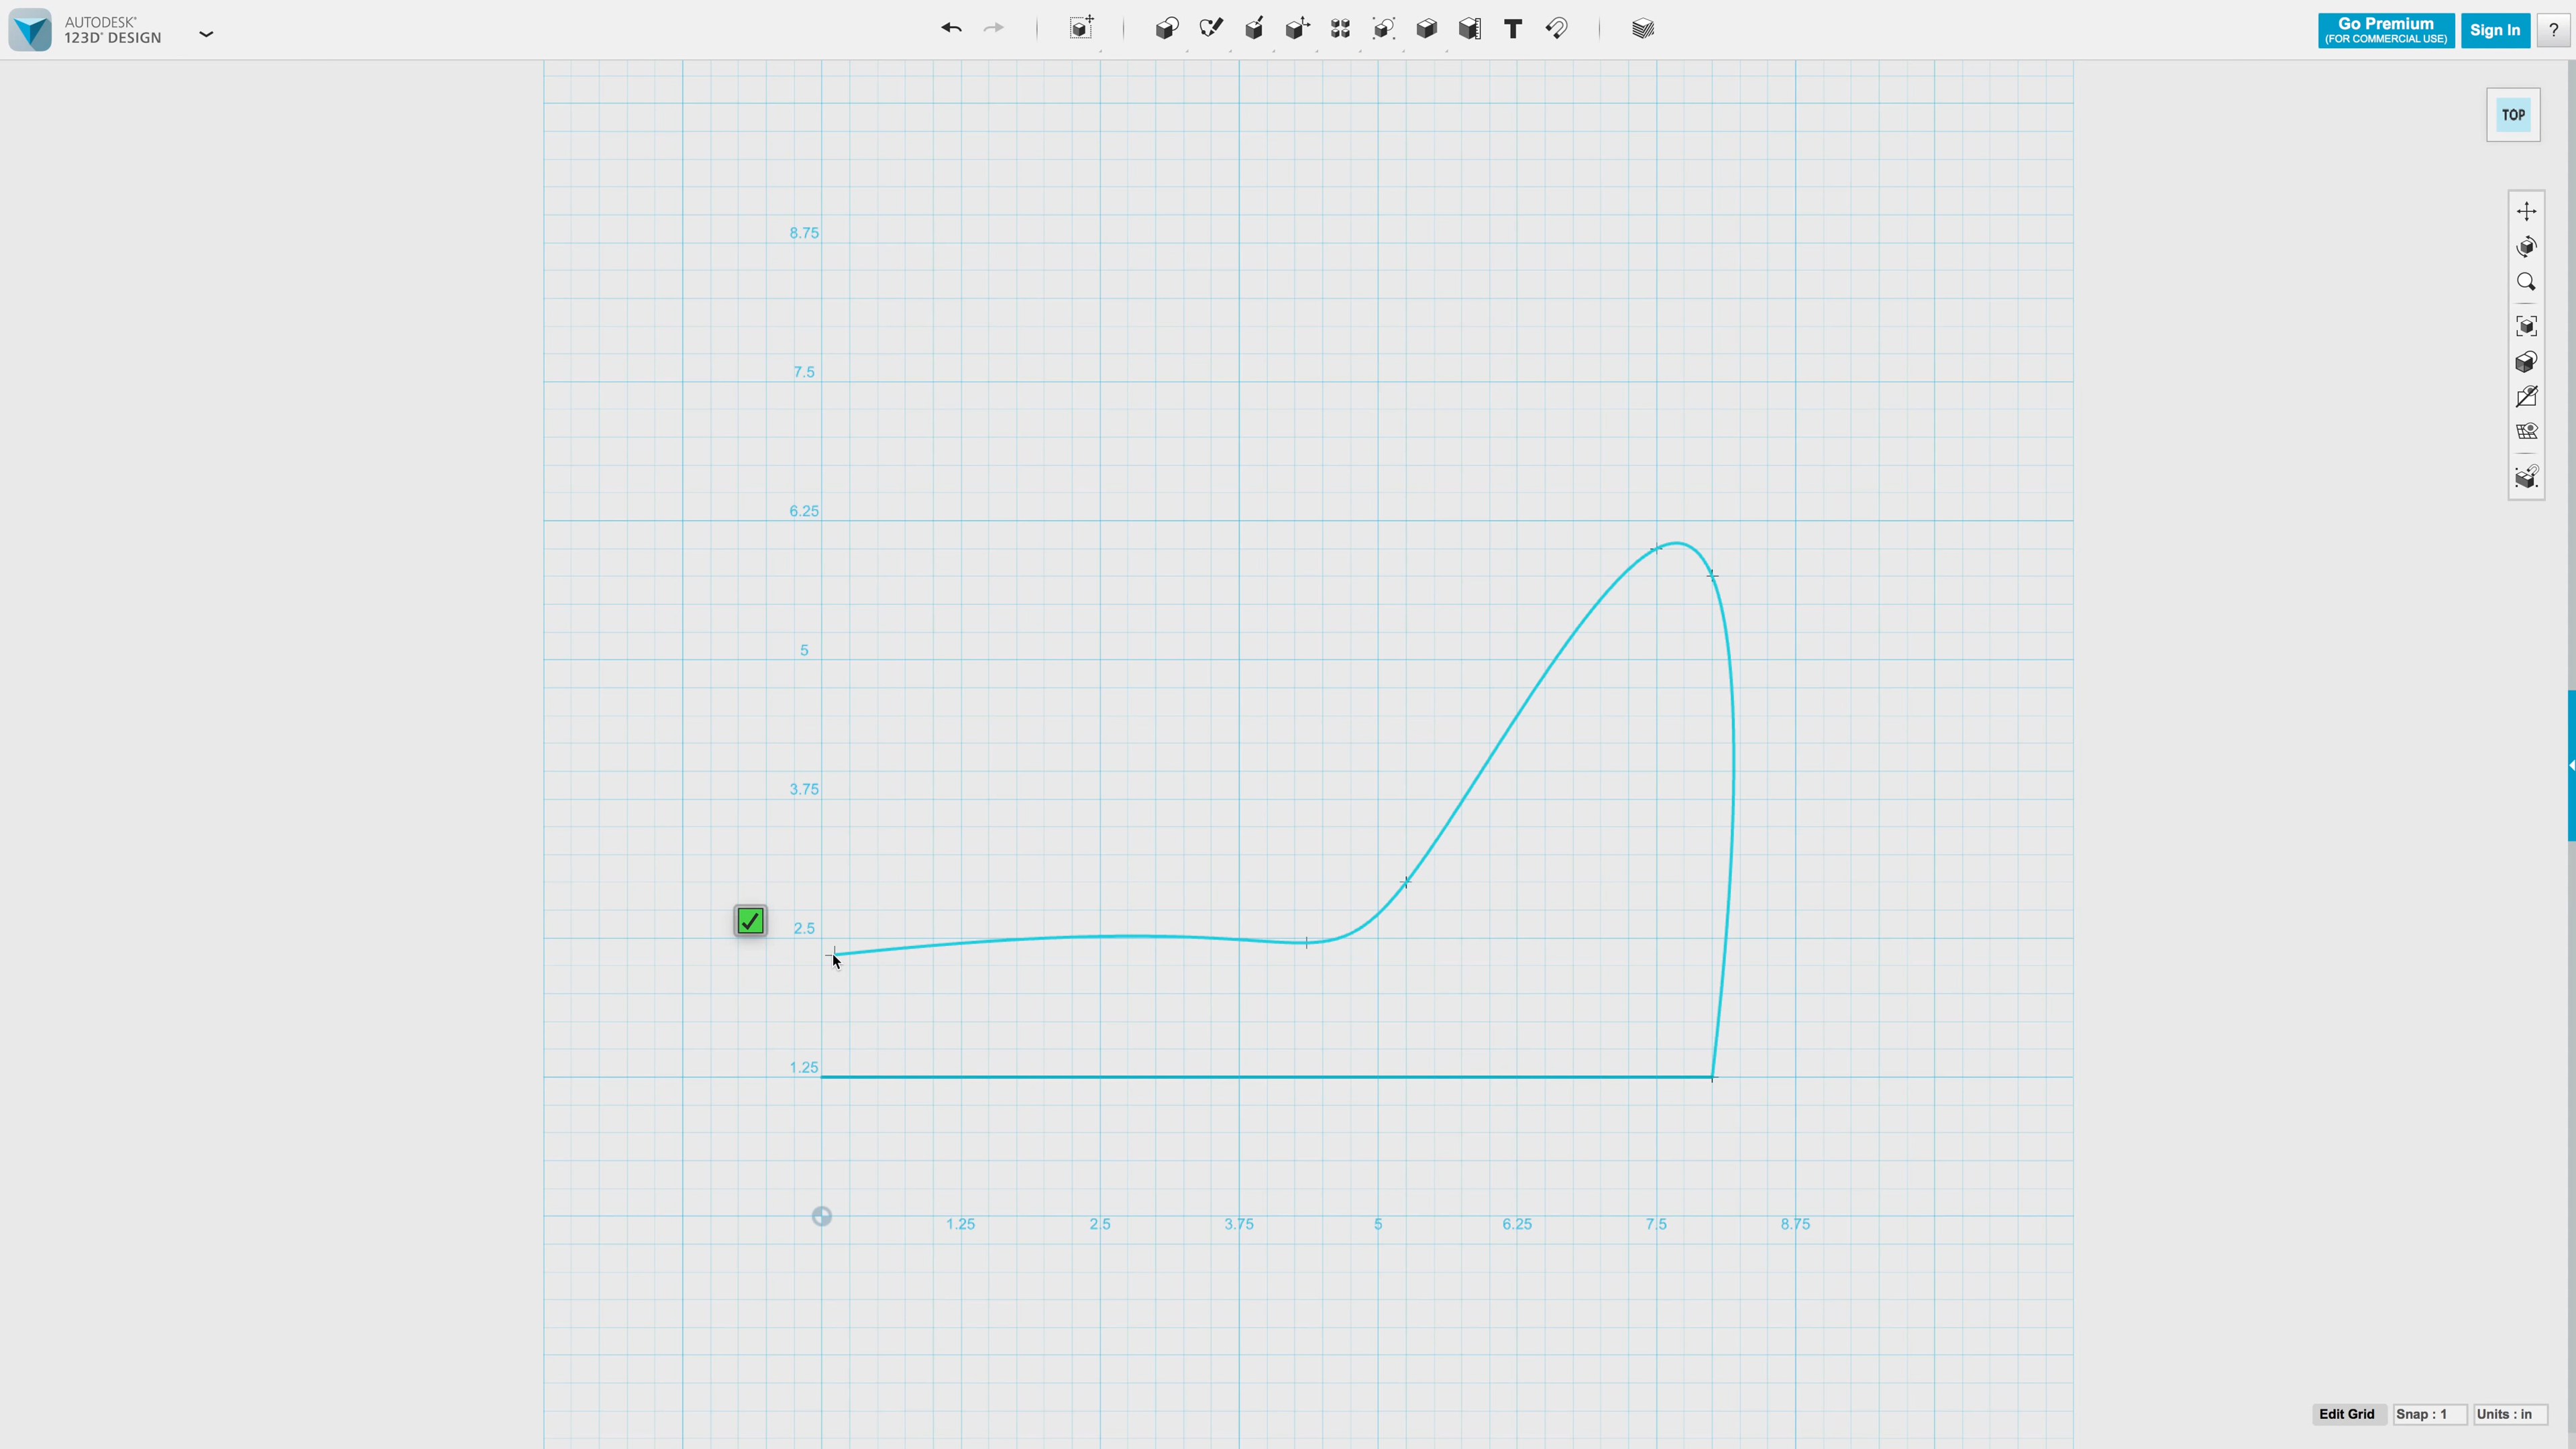 AUTODESK®
123D® DESIGN
T
Go Premium
(FOR COMMERCIAL USE)
Sign In
?
TOP
8.75
7.5
6.25
5
3.75
2.5
1.25
1.25 2.5 3.75 5 6.25 7.5 8.75
Edit Grid Snap : 1 Units : in